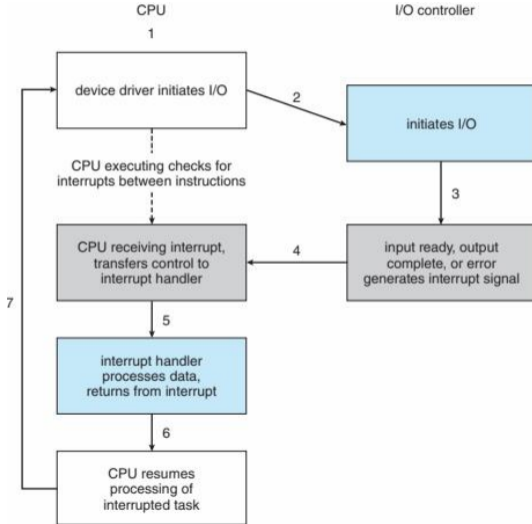 CPU
I/O controller
1
device driver initiates I/O
2
initiates I/O
CPU executing checks for
interrupts between instructions
3
CPU receiving interrupt,
transfers control to
interrupt handler
4
input ready, output
complete, or error
generates interrupt signal
7
5
interrupt handler
processes data,
returns from interrupt
6
CPU resumes
processing of
interrupted task